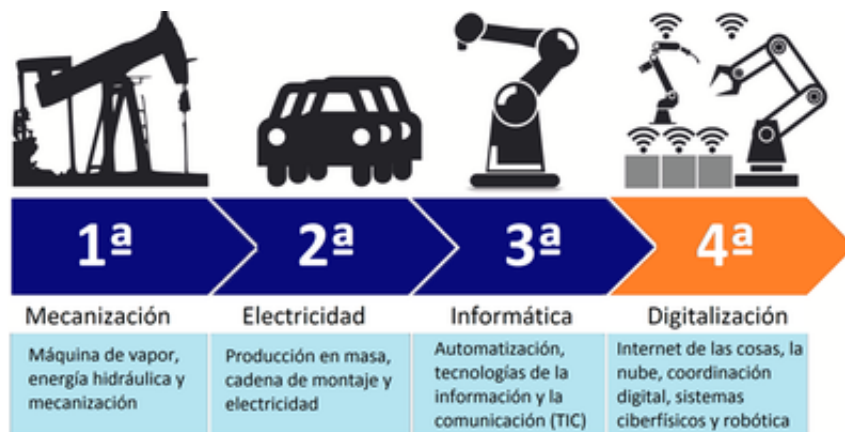 1ª
2ª
3ª
4ª
Mecanización
Electricidad
Informática
Digitalización
Máquina de vapor,
energía hidráulica y
mecanización
Producción en masa,
cadena de montaje y
electricidad
Automatización,
tecnologías de la
información y la
comunicación (TIC)
Internet de las cosas, la
nube, coordinación
digital, sistemas
ciberfísicos y robótica